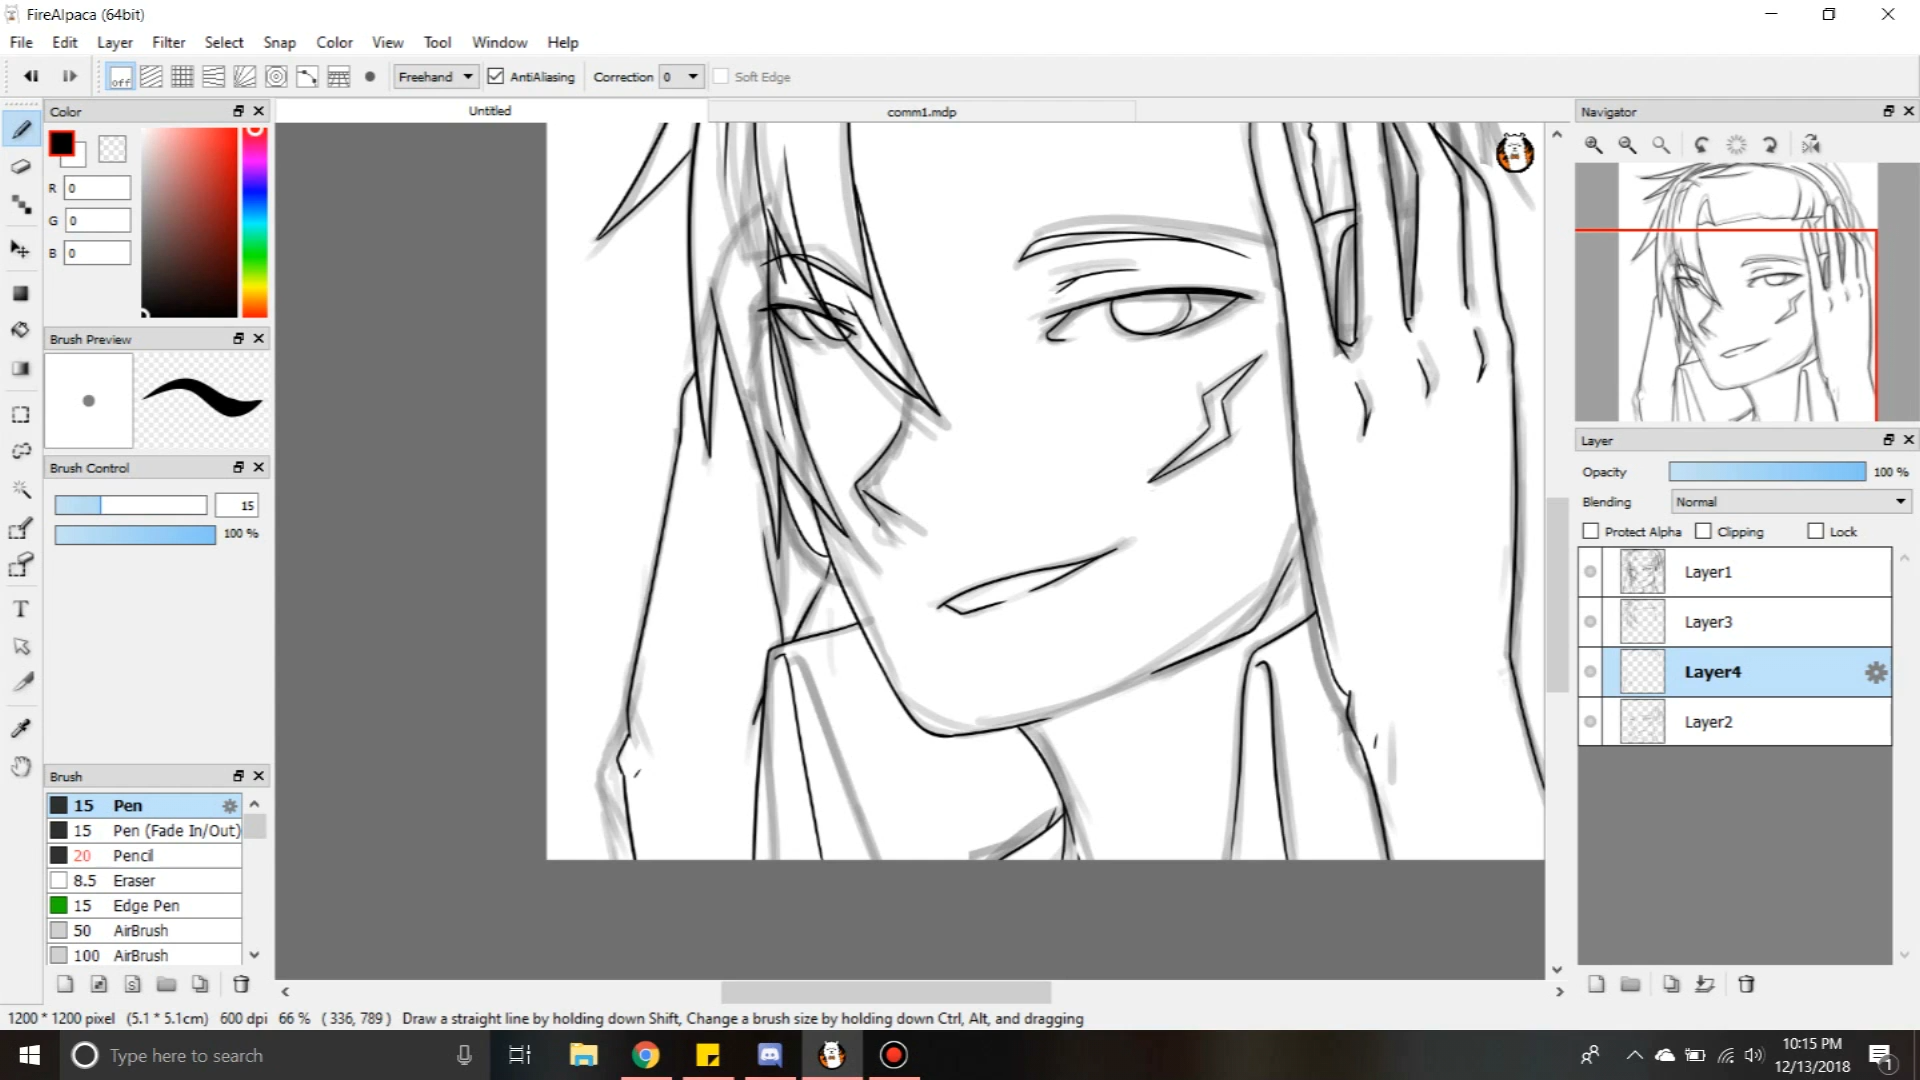 FireAlpaca (64bit)
File Edit Layer Filter Select Snap Color View Tool Window Help
off Freehand AntiAliasing Correction 0 Soft Edge
Color
Untitled
comm1.mdp
Navigator
R 0
G 0
B 0
Brush Preview
Brush Control
15
100 %
Layer
Opacity 100 %
Blending Normal
Protect Alpha Clipping Lock
Layer1
Layer3
Layer4
Layer2
Brush
15 Pen
15 Pen (Fade In/Out)
20 Pencil
8.5 Eraser
15 Edge Pen
50 AirBrush
100 AirBrush
T
S
1200 * 1200 pixel (5.1 * 5.1cm) 600 dpi 66 % ( 336, 789 ) Draw a straight line by holding down Shift, Change a brush size by holding down Ctrl, Alt, and dragging
Type here to search
10:15 PM
12/13/2018
1